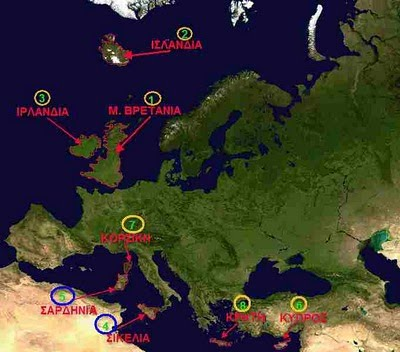 2
ΙΣΛΑΝΔΙΑ
3
1
ΙΡΛΑΝΔΙΑ
Μ. ΒΡΕΤΑΝΙΑ
7
ΚΟΡΣΙΚΗ
5
ΣΑΡΔΗΝΙΑ
4
ΣΙΚΕΛΙΑ
8
6
ΚΡΗΤΗ
ΚΥΠΡΟΣ